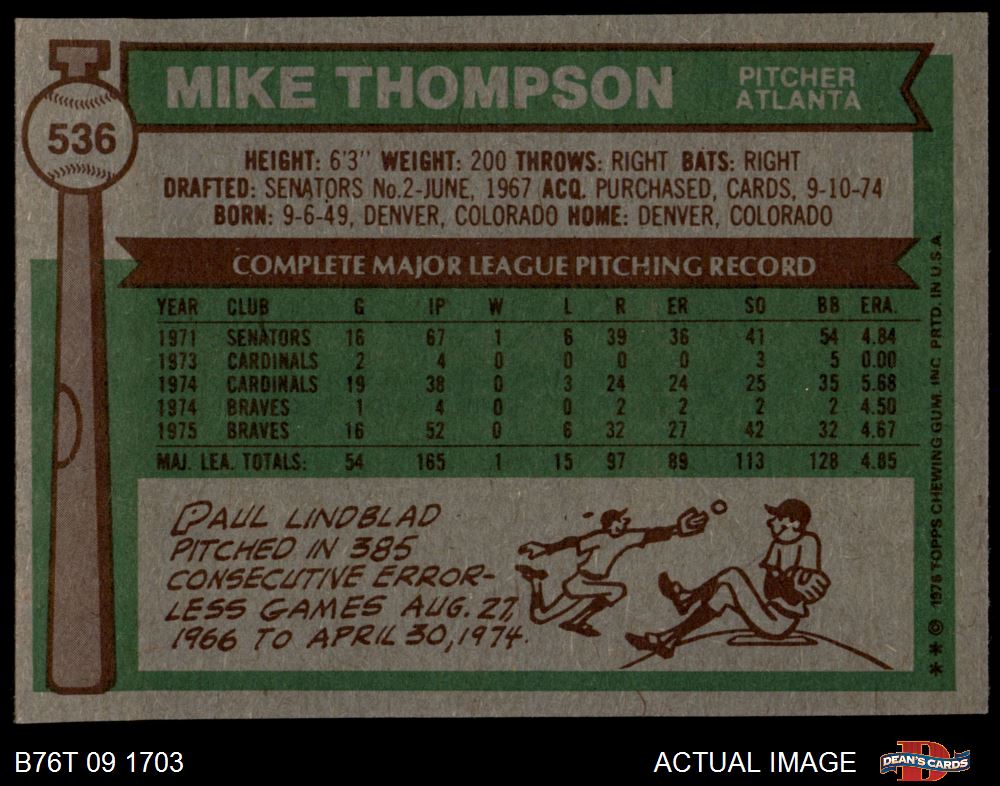 MIKE THOMPSON
PITCHER
ATLANTA
536
HEIGHT: 6'3" WEIGHT: 200 THROWS: RIGHT BATS: RIGHT
DRAFTED: SENATORS No.2-JUNE, 1967 ACQ. PURCHASED, CARDS, 9-10-74
BORN: 9-6-49, DENVER, COLORADO HOME: DENVER, COLORADO
COMPLETE MAJOR LEAGUE PITCHING RECORD
YEAR CLUB G IP W L R ER SO BB ERA.
1971 SENATORS 16 67 1 6 39 36 41 54 4.84
1973 CARDINALS 2 4 0 0 0 0 3 5 0.00
1974 CARDINALS 19 38 0 3 24 24 25 35 5.68
1974 BRAVES 1 4 0 0 2 2 2 2 4.50
1975 BRAVES 16 52 0 6 32 27 42 32 4.67
MAJ. LEA. TOTALS: 54 165 1 15 97 89 113 128 4.85
PAUL LINDBLAD
PITCHED IN 385
CONSECUTIVE ERROR-
LESS GAMES AUG. 27,
1966 TO APRIL 30, 1974.
* * © 1976 TOPPS CHEWING GUM, INC. PRTD. IN U.S.A.
B76T 09 1703
ACTUAL IMAGE
D
DEAN'S CARDS